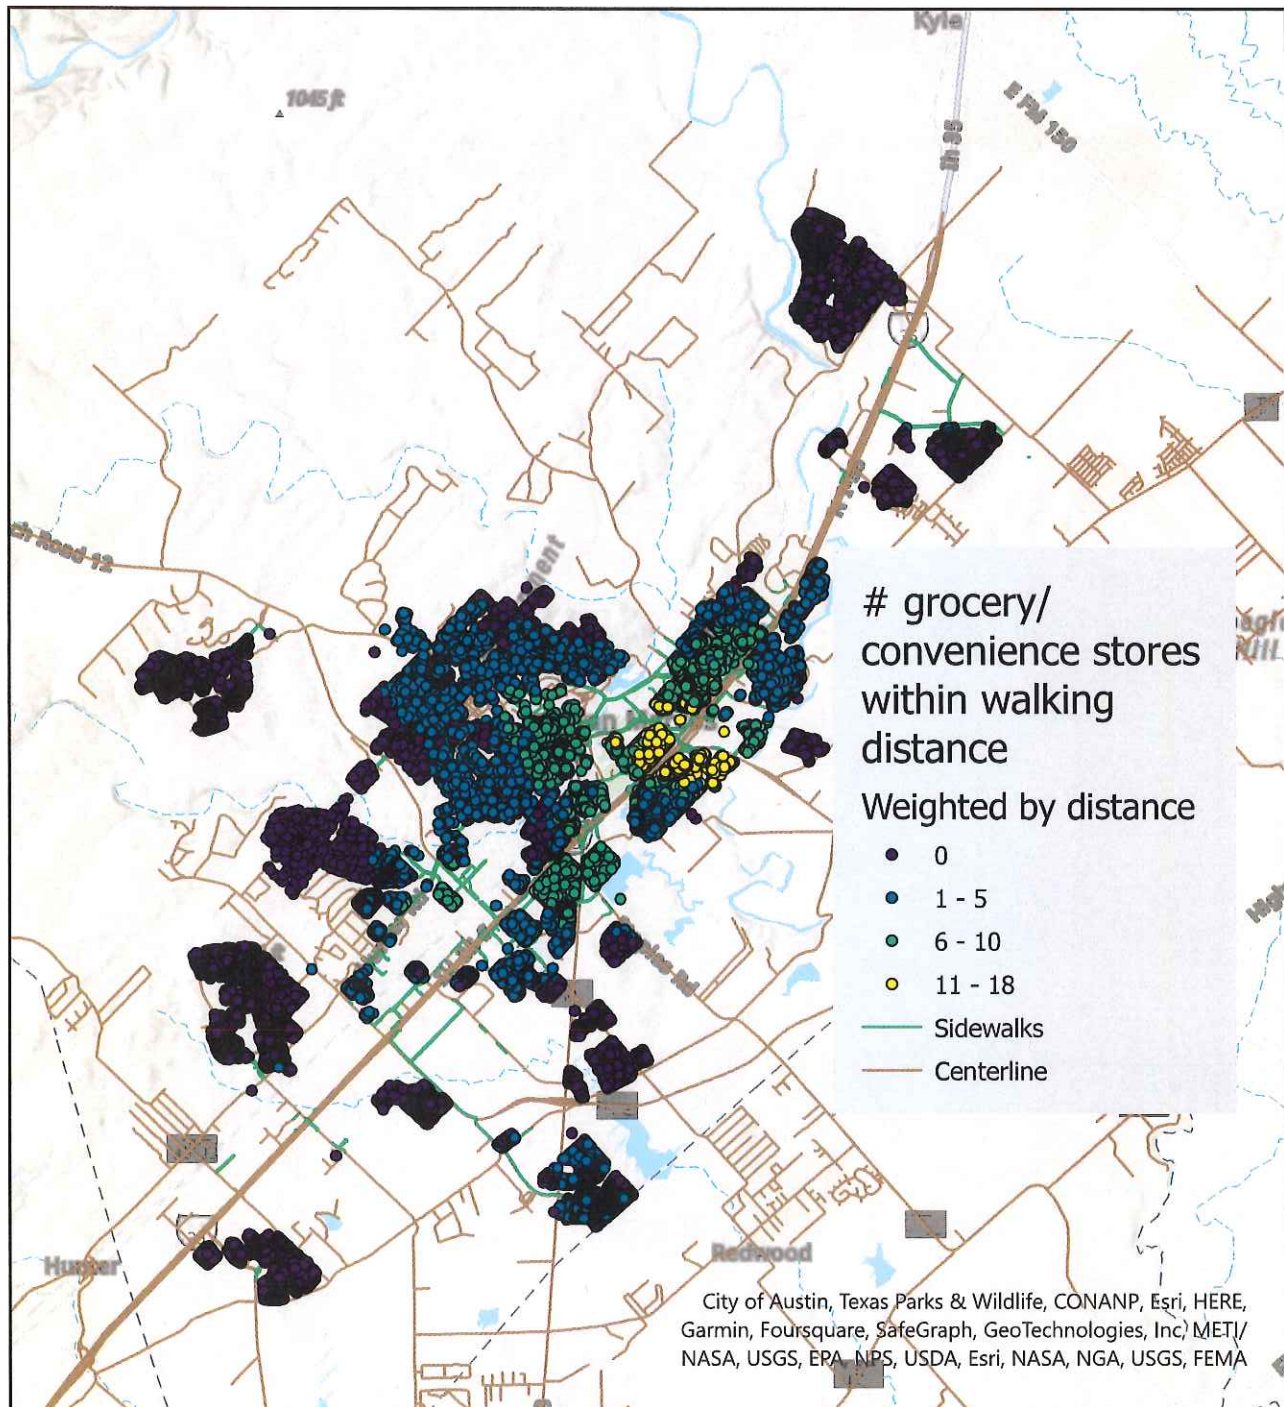 Kyle
1045 ft
E FM 150
Ih 35
# grocery/
convenience stores
within walking
distance
Weighted by distance
0
1 - 5
6 - 10
11 - 18
Sidewalks
Centerline
Hunter
Redwood
City of Austin, Texas Parks & Wildlife, CONANP, Esri, HERE,
Garmin, Foursquare, SafeGraph, GeoTechnologies, Inc, METI/
NASA, USGS, EPA, NPS, USDA, Esri, NASA, NGA, USGS, FEMA